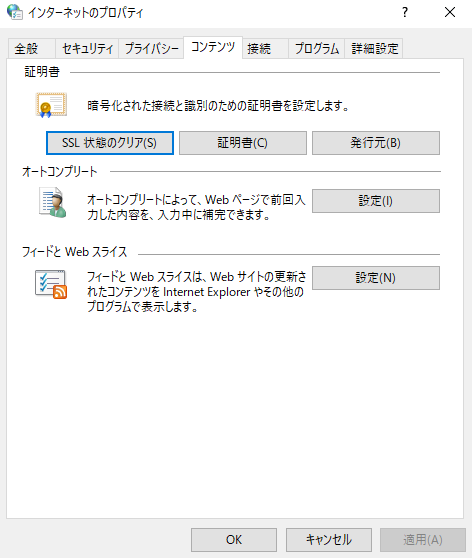 インターネットのプロパティ
?
全般 セキュリティ プライバシー コンテンツ 接続 プログラム 詳細設定
証明書
暗号化された接続と識別のための証明書を設定します。
SSL 状態のクリア(S) 証明書(C) 発行元(B)
オートコンプリート
オートコンプリートによって、Web ページで前回入
力した内容を、入力中に補完できます。
設定(I)
フィードと Web スライス
フィードと Web スライスは、Web サイトの更新さ
れたコンテンツを Internet Explorer やその他の
プログラムで表示します。
設定(N)
OK キャンセル 適用(A)